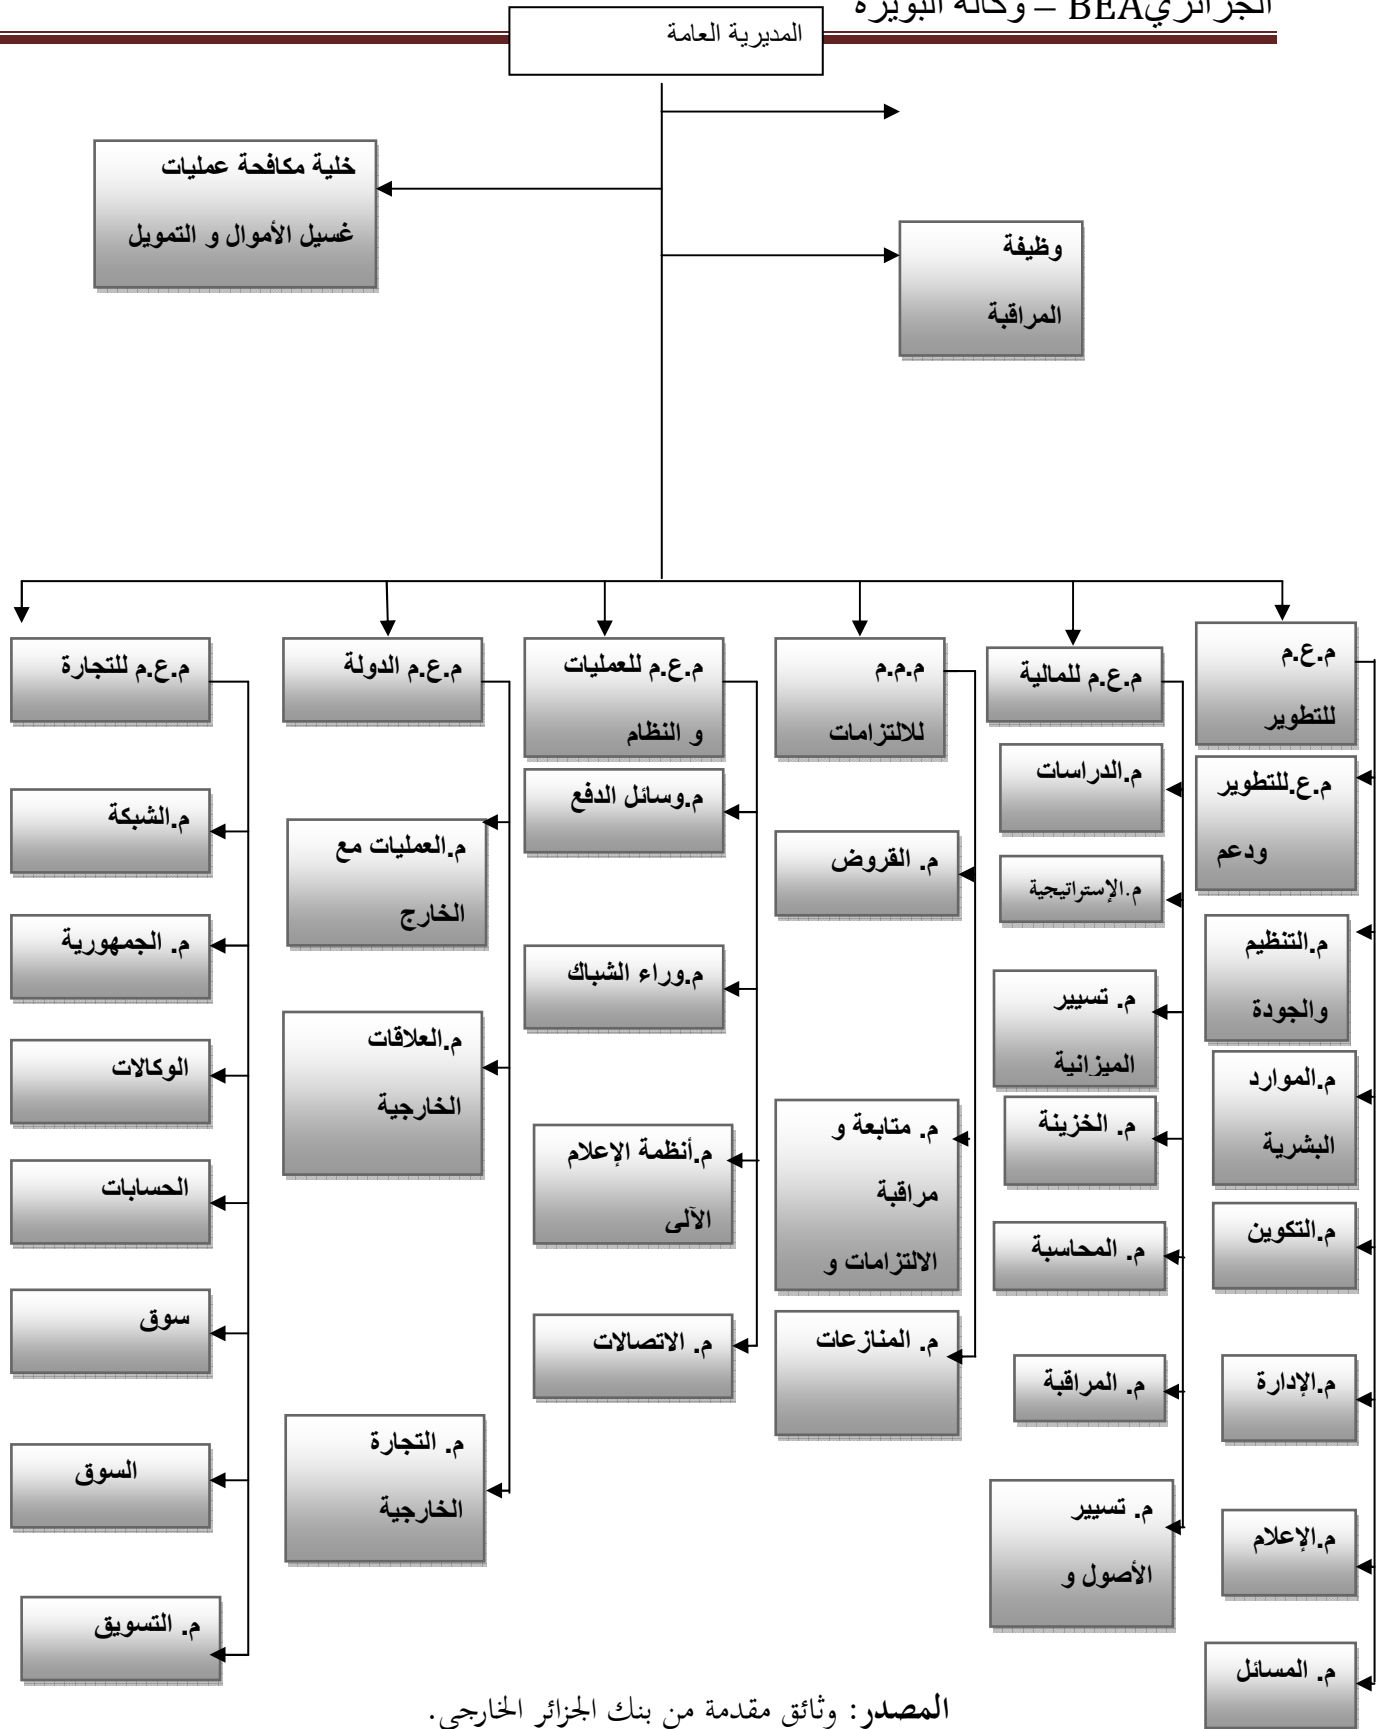 الجزائريBEA – وكالة البويرة
المديرية العامة
خلية مكافحة عمليات
غسيل الأموال و التمويل
وظيفة
المراقبة
م.ع.م
للتطوير
م.ع.للتطوير
ودعم
م.التنظيم
والجودة
م.الموارد
البشرية
م.التكوين
م.الإدارة
م.الإعلام
م. المسائل
م.ع.م للمالية
م.الدراسات
م.الإستراتيجية
م. تسيير
الميزانية
م. الخزينة
م. المحاسبة
م. المراقبة
م. تسيير
الأصول و
م.م.م
للالتزامات
م. القروض
م. متابعة و
مراقبة
الالتزامات و
م. المنازعات
م.ع.م للعمليات
و النظام
م.وسائل الدفع
م.وراء الشباك
م.أنظمة الإعلام
الآلي
م. الاتصالات
م.ع.م الدولة
م.العمليات مع
الخارج
م.العلاقات
الخارجية
م. التجارة
الخارجية
م.ع.م للتجارة
م.الشبكة
م. الجمهورية
الوكالات
الحسابات
سوق
السوق
م. التسويق
المصدر: وثائق مقدمة من بنك الجزائر الخارجي.